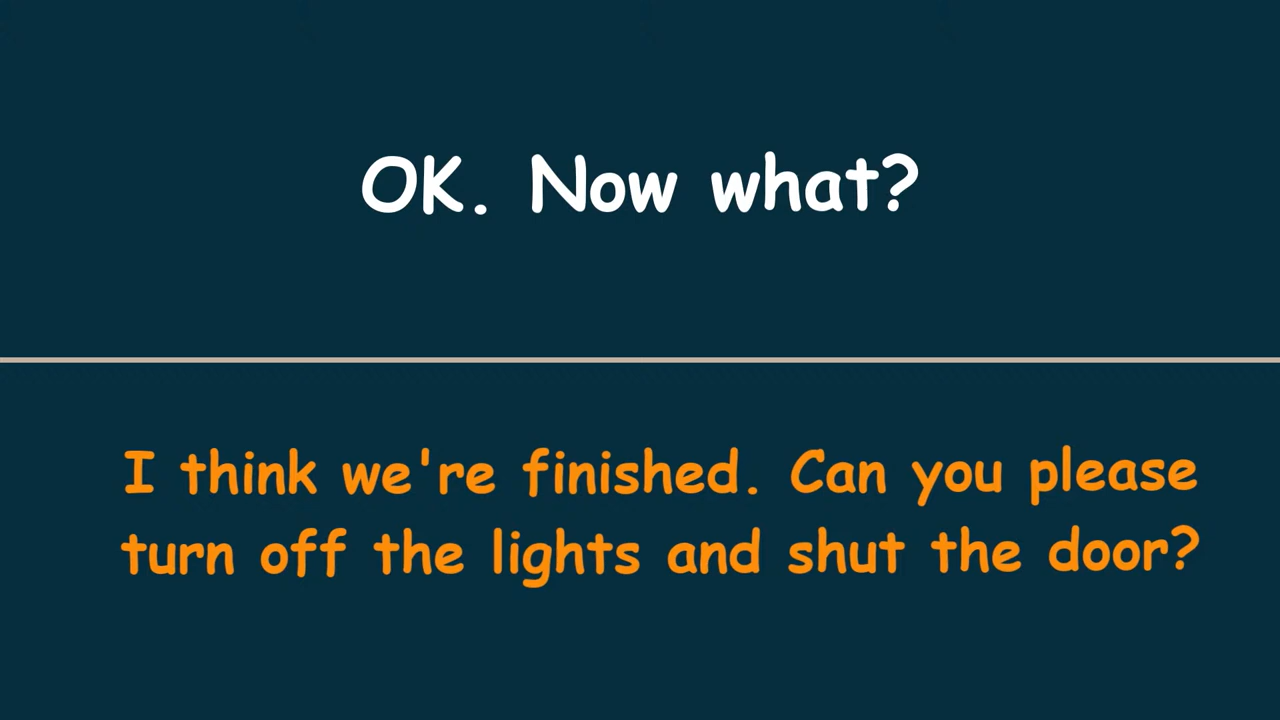 OK. Now what?
I think we're finished. Can you please
turn off the lights and shut the door?